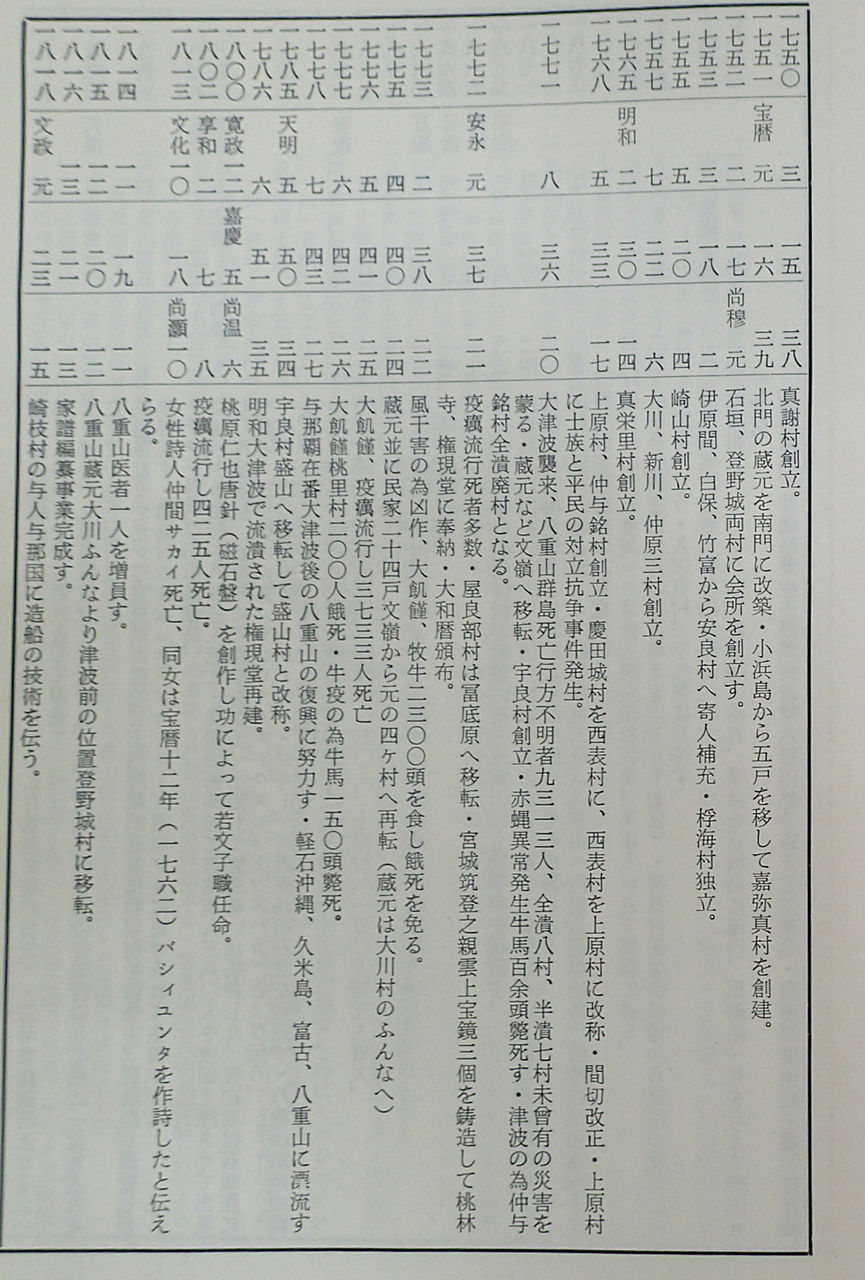 一七五〇 三 一五 三八 真謝村創立。
一七五一 宝暦 元 一六 三九 北門の蔵元を南門に改築・小浜島から五戸を移して嘉弥真村を創建。
一七五二 二 一七 尚穆 元 石垣、登野城両村に会所を創立す。
一七五三 三 一八 二 伊原間、白保、竹富から安良村へ寄人補充・桴海村独立。
一七五五 五 二〇 四 崎山村創立。
一七五七 七 二二 六 大川、新川、仲原三村創立。
一七六五 明和 二 三〇 一四 真栄里村創立。
一七六八 五 三三 一七 上原村、仲与銘村創立・慶田城村を西表村に、西表村を上原村に改称・間切改正・上原村
に士族と平民の対立抗争事件発生。
一七七一 八 三六 二〇 大津波襲来、八重山群島死亡行方不明者九三一三人、全潰八村、半潰七村未曾有の災害を
蒙る・蔵元など文嶺へ移転・宇良村創立・赤蝿異常発生牛馬百余頭斃死す・津波の為仲与
銘村全潰廃村となる。
一七七二 安永 元 三七 二一 疫癘流行死者多数・屋良部村は冨底原へ移転・宮城筑登之親雲上宝鏡三個を鋳造して桃林
寺、権現堂に奉納・大和暦頒布。
一七七三 二 三八 二二 風干害の為凶作、大飢饉、牧牛二三〇〇頭を食し餓死を免る。
一七七五 四 四〇 二四 蔵元並に民家二十四戸文嶺から元の四ケ村へ再転（蔵元は大川村のふんなへ）
一七七六 五 四一 二五 大飢饉、疫癘流行し三七三三人死亡
一七七七 六 四二 二六 大飢饉桃里村二〇〇人餓死・牛疫の為牛馬一五〇頭斃死。
一七七八 七 四三 二七 与那覇在番大津波後の八重山の復興に努力す・軽石沖縄、久米島、富古、八重山に漂流す
一七八五 天明 五 五〇 三四 宇良村盛山へ移転して盛山村と改称。
一七八六 六 五一 三五 明和大津波で流潰された権現堂再建。
一八〇〇 寛政 一二 嘉慶 五 尚温 六 桃原仁也唐針（磁石盤）を創作し功によって若文子職任命。
一八〇二 享和 二 七 八 疫癘流行し四二五人死亡。
一八一三 文化 一〇 一八 尚灝 一〇 女性詩人仲間サカイ死亡、同女は宝暦十二年（一七六二）バシィユンタを作詩したと伝え
らる。
一八一四 一一 一九 一一 八重山医者一人を増員す。
一八一五 一二 二〇 一二 八重山蔵元大川ふんなより津波前の位置登野城村に移転。
一八一六 一三 二一 一三 家譜編纂事業完成す。
一八一八 文政 元 二三 一五 崎枝村の与人与那国に造船の技術を伝う。